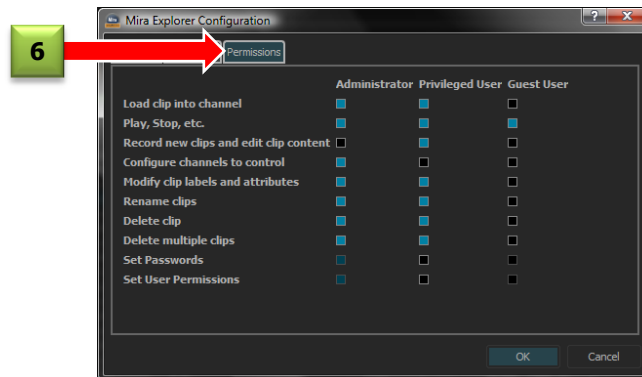 Mira Explorer Configuration
6
Permissions
Administrator Privileged User Guest User
Load clip into channel
Play, Stop, etc.
Record new clips and edit clip content
Configure channels to control
Modify clip labels and attributes
Rename clips
Delete clip
Delete multiple clips
Set Passwords
Set User Permissions
OK Cancel